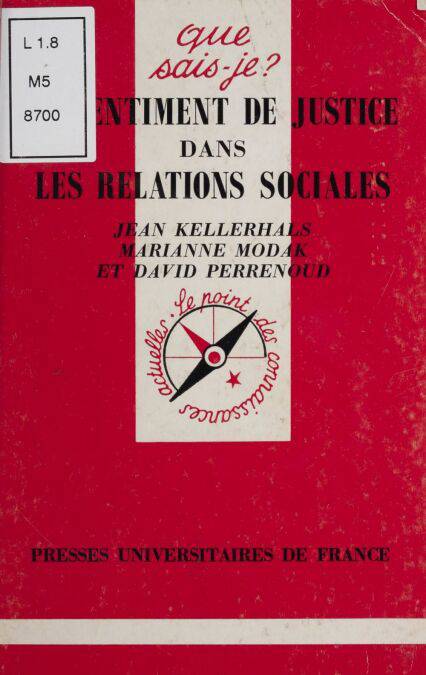 L 1.8
M5
8700
que
sais-je?
ENTIMENT DE JUSTICE
DANS
LES RELATIONS SOCIALES
JEAN KELLERHALS
MARIANNE MODAK
ET DAVID PERRENOUD
Le point des connaissances actuelles.
PRESSES UNIVERSITAIRES DE FRANCE